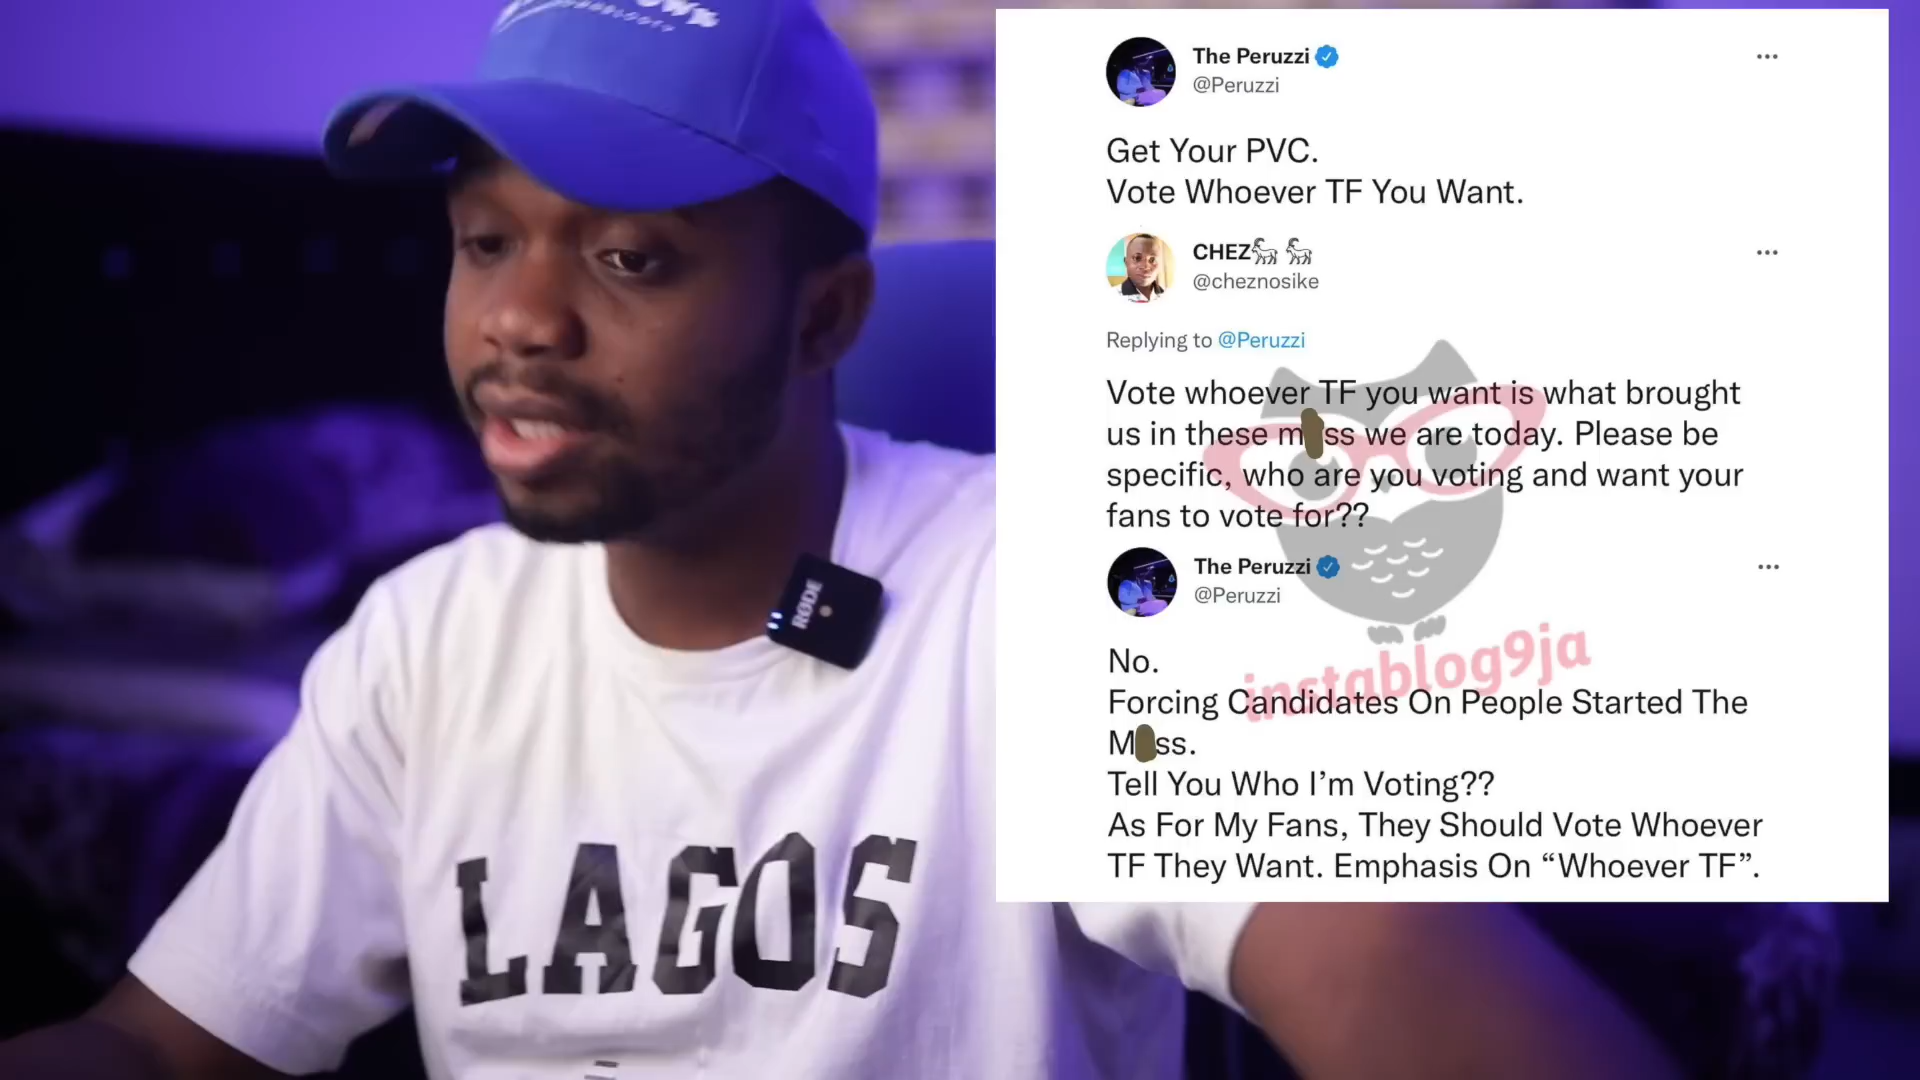 LAGOS
RØDE
The Peruzzi
@Peruzzi
Get Your PVC.
Vote Whoever TF You Want.
CHEZ🐐🐐
@cheznosike
Replying to @Peruzzi
Vote whoever TF you want is what brought
us in these m ss we are today. Please be
specific, who are you voting and want your
fans to vote for??
The Peruzzi
@Peruzzi
No.
Forcing Candidates On People Started The
M ss.
Tell You Who I’m Voting??
As For My Fans, They Should Vote Whoever
TF They Want. Emphasis On “Whoever TF”.
instablog9ja